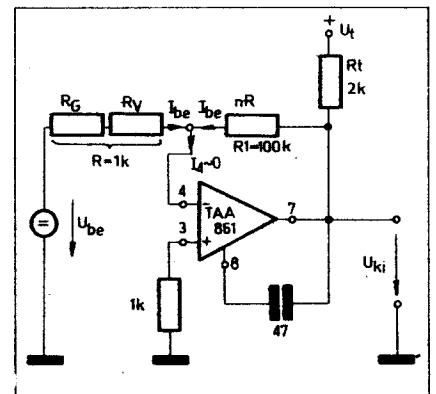 +
Ut
Rt
2k
RG
RV
Ibe
Ibe
nR
R=1k
R1=100k
I4~0
4
-
TAA
861
7
3
+
8
=
Ube
1k
47
Uki